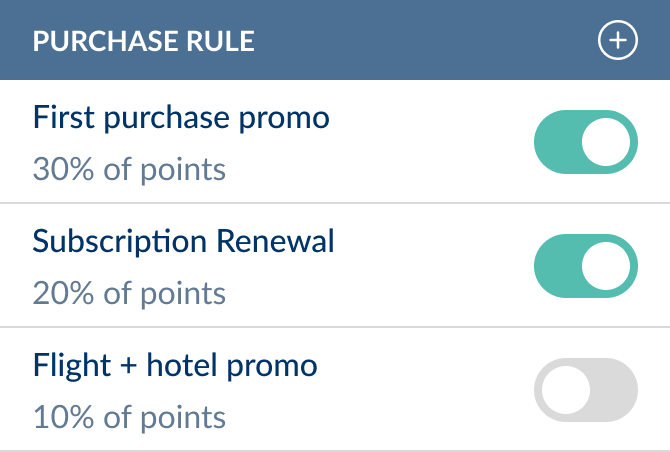 PURCHASE RULE
First purchase promo
30% of points
Subscription Renewal
20% of points
Flight + hotel promo
10% of points